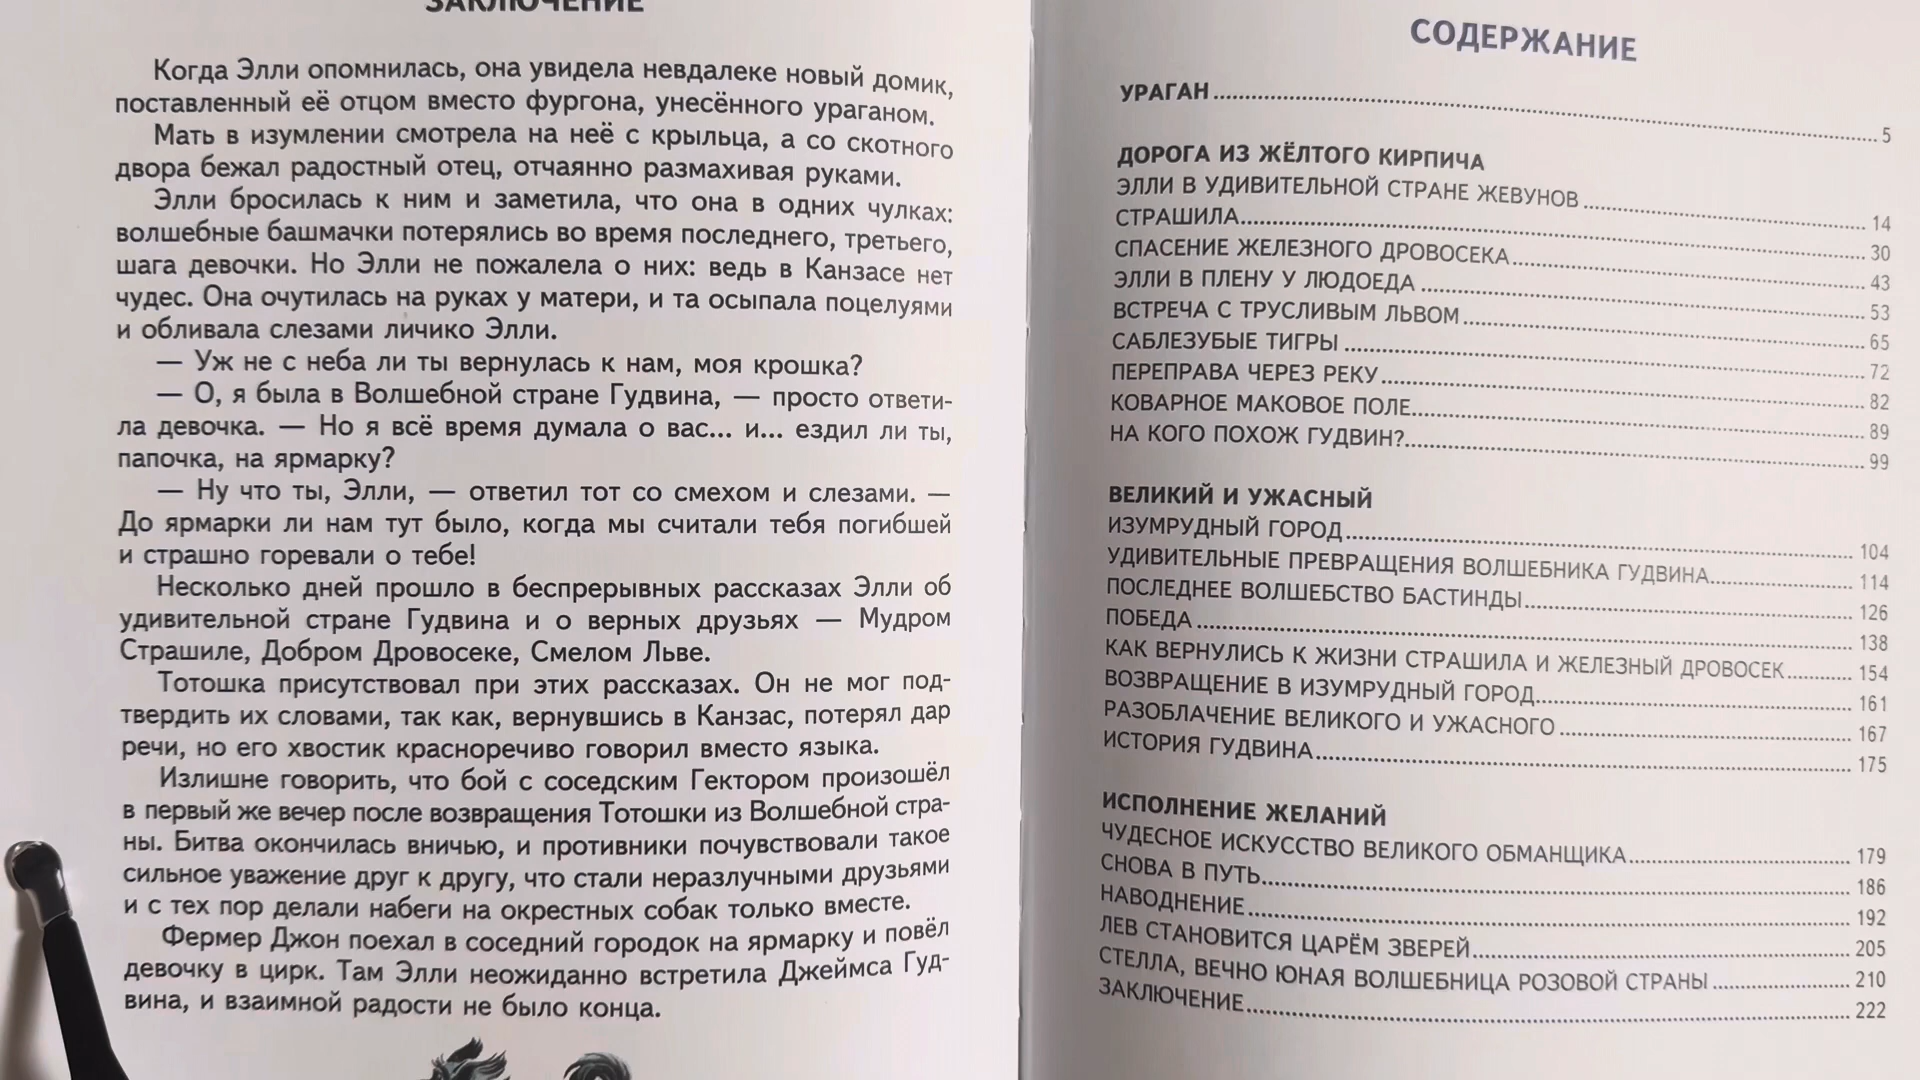 ЗАКЛЮЧЕНИЕ
Когда Элли опомнилась, она увидела невдалеке новый домик,
поставленный её отцом вместо фургона, унесённого ураганом.
Мать в изумлении смотрела на неё с крыльца, а со скотного
двора бежал радостный отец, отчаянно размахивая руками.
Элли бросилась к ним и заметила, что она в одних чулках:
волшебные башмачки потерялись во время последнего, третьего,
шага девочки. Но Элли не пожалела о них: ведь в Канзасе нет
чудес. Она очутилась на руках у матери, и та осыпала поцелуями
и обливала слезами личико Элли.
— Уж не с неба ли ты вернулась к нам, моя крошка?
— О, я была в Волшебной стране Гудвина, — просто ответи-
ла девочка. — Но я всё время думала о вас... и... ездил ли ты,
папочка, на ярмарку?
— Ну что ты, Элли, — ответил тот со смехом и слезами. —
До ярмарки ли нам тут было, когда мы считали тебя погибшей
и страшно горевали о тебе!
Несколько дней прошло в беспрерывных рассказах Элли об
удивительной стране Гудвина и о верных друзьях — Мудром
Страшиле, Добром Дровосеке, Смелом Льве.
Тотошка присутствовал при этих рассказах. Он не мог под-
твердить их словами, так как, вернувшись в Канзас, потерял дар
речи, но его хвостик красноречиво говорил вместо языка.
Излишне говорить, что бой с соседским Гектором произошёл
в первый же вечер после возвращения Тотошки из Волшебной стра-
ны. Битва окончилась вничью, и противники почувствовали такое
сильное уважение друг к другу, что стали неразлучными друзьями
и с тех пор делали набеги на окрестных собак только вместе.
Фермер Джон поехал в соседний городок на ярмарку и повёл
девочку в цирк. Там Элли неожиданно встретила Джеймса Гуд-
вина, и взаимной радости не было конца.
СОДЕРЖАНИЕ
УРАГАН..........5
ДОРОГА ИЗ ЖЁЛТОГО КИРПИЧА
ЭЛЛИ В УДИВИТЕЛЬНОЙ СТРАНЕ ЖЕВУНОВ..........14
СТРАШИЛА..........30
СПАСЕНИЕ ЖЕЛЕЗНОГО ДРОВОСЕКА..........43
ЭЛЛИ В ПЛЕНУ У ЛЮДОЕДА..........53
ВСТРЕЧА С ТРУСЛИВЫМ ЛЬВОМ..........65
САБЛЕЗУБЫЕ ТИГРЫ..........72
ПЕРЕПРАВА ЧЕРЕЗ РЕКУ..........82
КОВАРНОЕ МАКОВОЕ ПОЛЕ..........89
НА КОГО ПОХОЖ ГУДВИН?..........99
ВЕЛИКИЙ И УЖАСНЫЙ
ИЗУМРУДНЫЙ ГОРОД..........104
УДИВИТЕЛЬНЫЕ ПРЕВРАЩЕНИЯ ВОЛШЕБНИКА ГУДВИНА..........114
ПОСЛЕДНЕЕ ВОЛШЕБСТВО БАСТИНДЫ..........126
ПОБЕДА..........138
КАК ВЕРНУЛИСЬ К ЖИЗНИ СТРАШИЛА И ЖЕЛЕЗНЫЙ ДРОВОСЕК..........154
ВОЗВРАЩЕНИЕ В ИЗУМРУДНЫЙ ГОРОД..........161
РАЗОБЛАЧЕНИЕ ВЕЛИКОГО И УЖАСНОГО..........167
ИСТОРИЯ ГУДВИНА..........175
ИСПОЛНЕНИЕ ЖЕЛАНИЙ
ЧУДЕСНОЕ ИСКУССТВО ВЕЛИКОГО ОБМАНЩИКА..........179
СНОВА В ПУТЬ..........186
НАВОДНЕНИЕ..........192
ЛЕВ СТАНОВИТСЯ ЦАРЁМ ЗВЕРЕЙ..........205
СТЕЛЛА, ВЕЧНО ЮНАЯ ВОЛШЕБНИЦА РОЗОВОЙ СТРАНЫ..........210
ЗАКЛЮЧЕНИЕ..........222